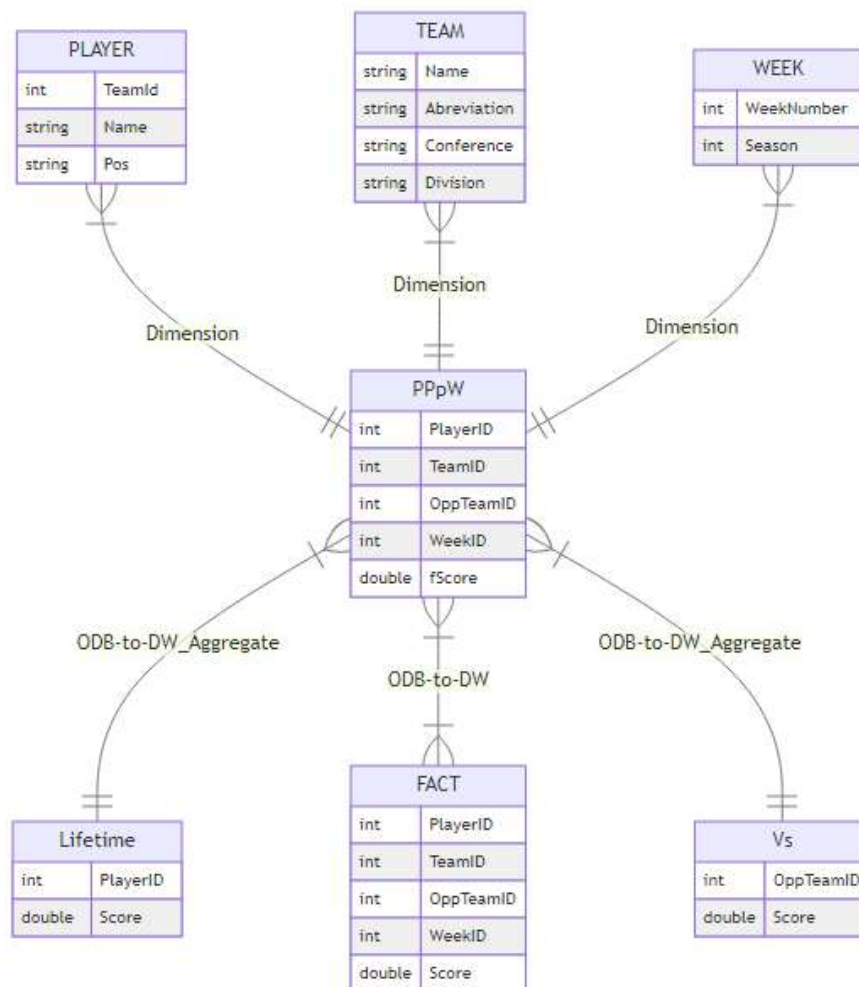 PLAYER
int TeamId
string Name
string Pos
TEAM
string Name
string Abreviation
string Conference
string Division
WEEK
int WeekNumber
int Season
Dimension
Dimension
Dimension
PPpW
int PlayerID
int TeamID
int OppTeamID
int WeekID
double fScore
ODB-to-DW_Aggregate
ODB-to-DW
ODB-to-DW_Aggregate
Lifetime
int PlayerID
double Score
FACT
int PlayerID
int TeamID
int OppTeamID
int WeekID
double Score
Vs
int OppTeamID
double Score